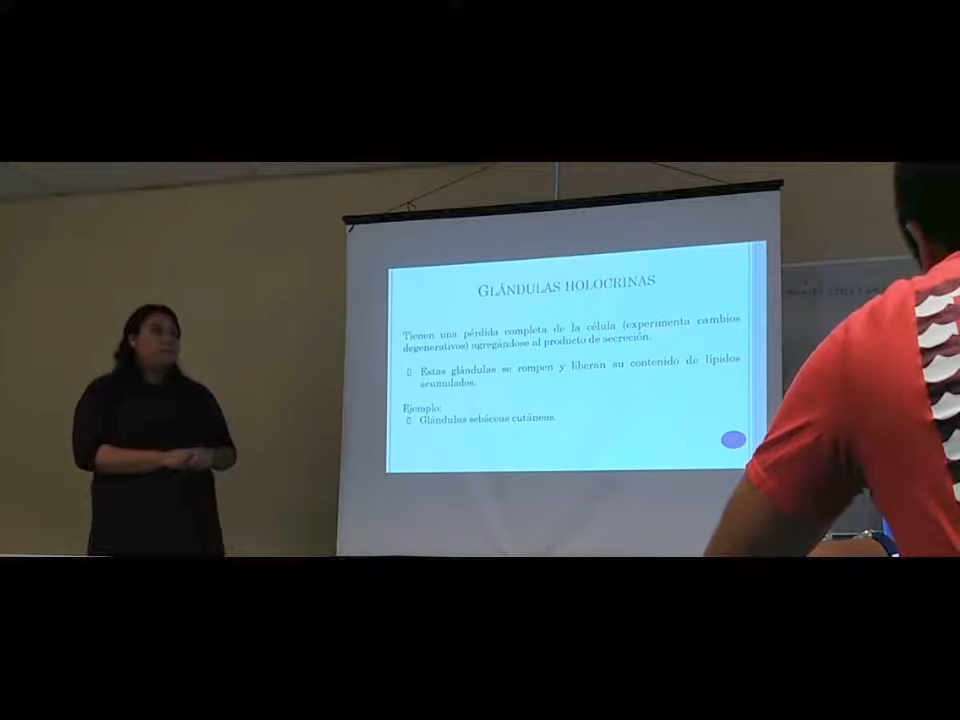 GLÁNDULAS HOLOCRINAS
Tienen una pérdida completa de la célula (experimenta cambios
degenerativos) agregándose al producto de secreción.
Estas glándulas se rompen y liberan su contenido de lípidos
acumulados.
Ejemplo:
Glándulas sebáceas cutáneas.